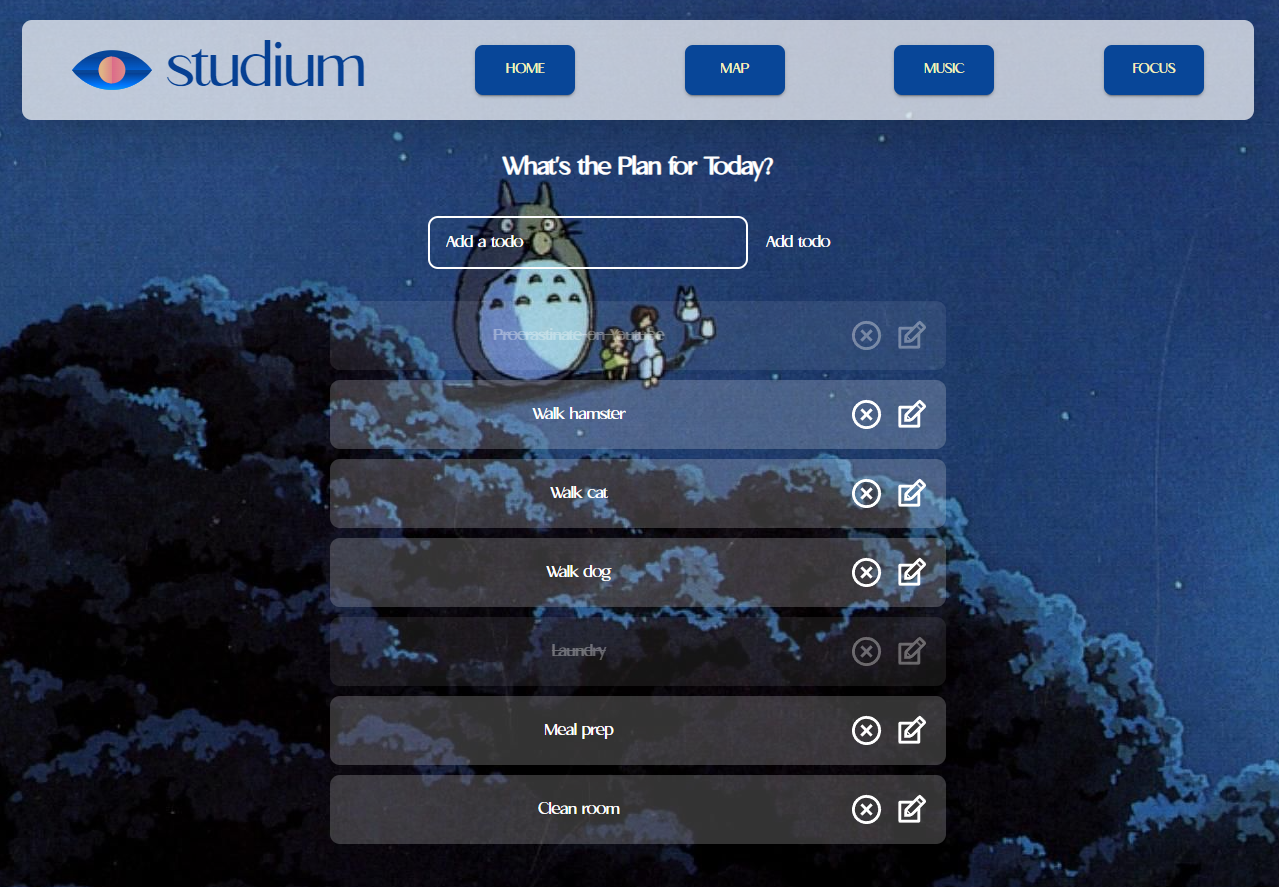 studium
HOME
MAP
MUSIC
FOCUS
What's the Plan for Today?
Add a todo
Add todo
Procrastinate on Youtube
Walk hamster
Walk cat
Walk dog
Laundry
Meal prep
Clean room